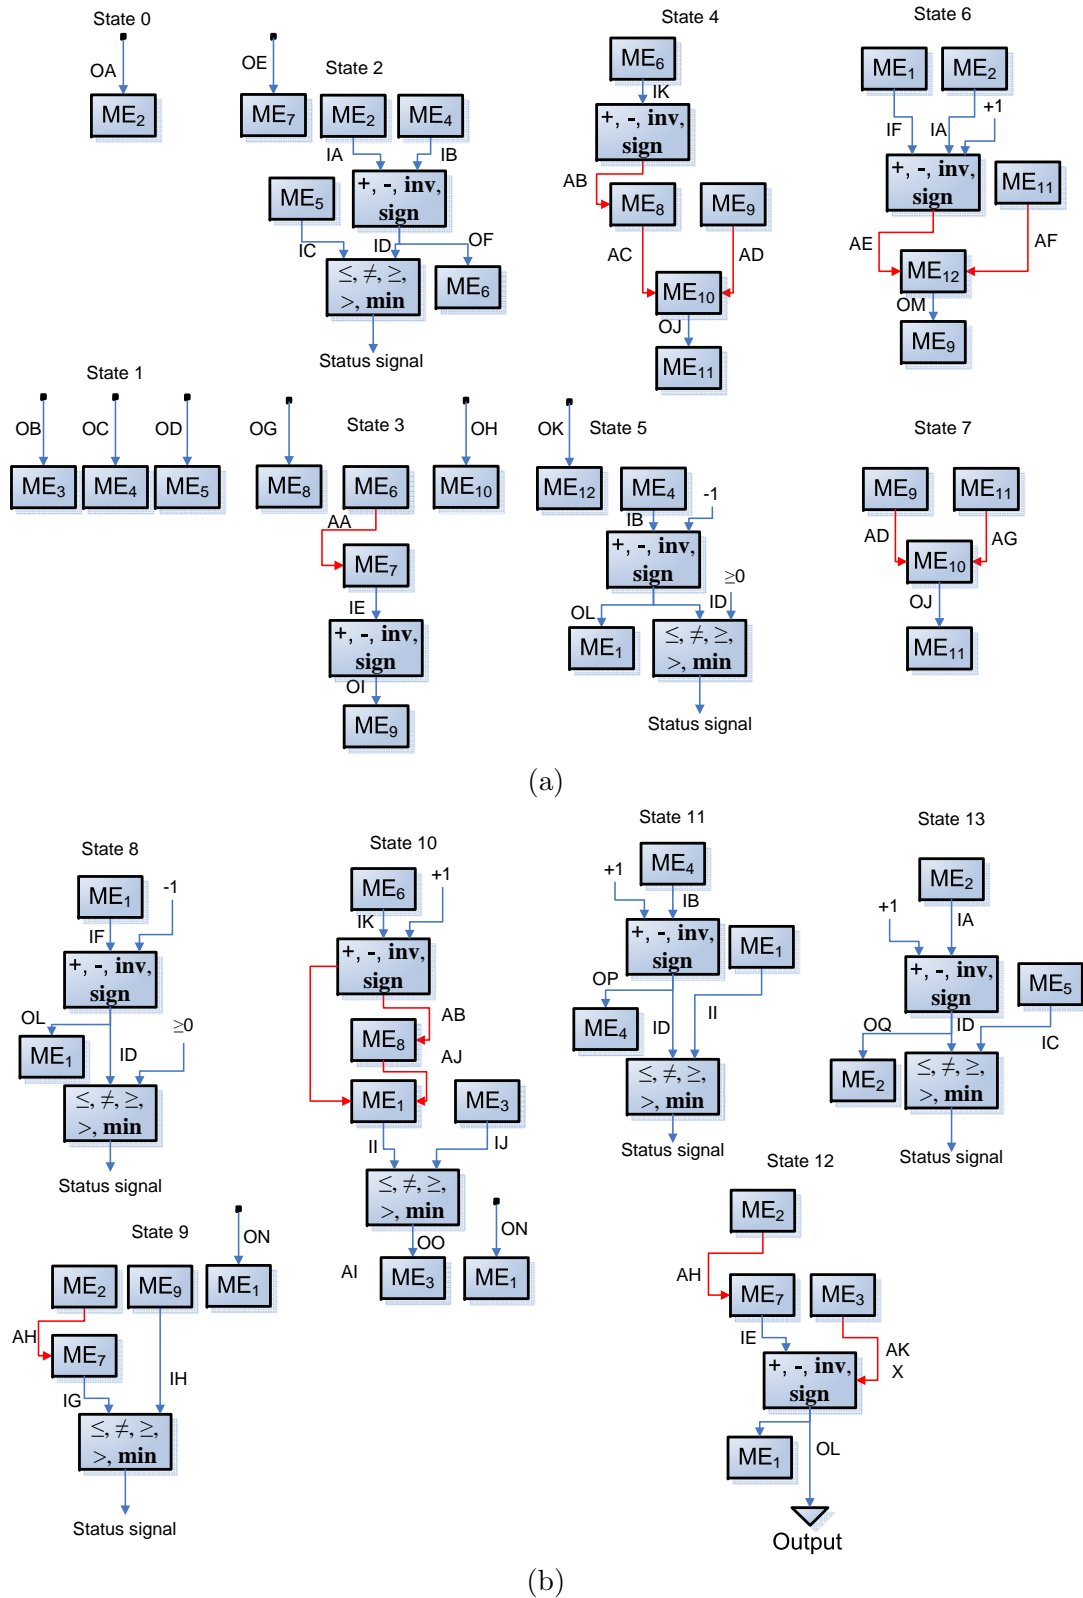 State 0
OA
ME2
State 2
OE
ME7
ME2
ME4
IA
IB
+, -, inv,
sign
ME5
IC
ID
OF
≤, ≠, ≥,
>, min
ME6
Status signal
State 4
ME6
IK
+, -, inv,
sign
AB
ME8
ME9
AC
AD
ME10
OJ
ME11
State 6
ME1
ME2
IF
IA
+1
+, -, inv,
sign
ME11
AE
AF
ME12
OM
ME9
State 1
OB
OC
OD
ME3
ME4
ME5
State 3
OG
OH
ME8
ME6
ME10
AA
ME7
IE
+, -, inv,
sign
OI
ME9
State 5
OK
ME12
ME4
IB
-1
+, -, inv,
sign
≥0
OL
ID
ME1
≤, ≠, ≥,
>, min
Status signal
State 7
ME9
ME11
AD
AG
ME10
OJ
ME11
(a)
State 8
ME1
-1
IF
+, -, inv,
sign
OL
≥0
ME1
ID
≤, ≠, ≥,
>, min
Status signal
State 10
ME6
+1
IK
+, -, inv,
sign
AB
ME8
AJ
ME1
ME3
II
IJ
≤, ≠, ≥,
>, min
OO
ON
AI
ME3
ME1
State 11
+1
ME4
IB
+, -, inv,
sign
ME1
OP
ME4
ID
II
≤, ≠, ≥,
>, min
Status signal
State 13
ME2
+1
IA
+, -, inv,
sign
ME5
OQ
ID
IC
ME2
≤, ≠, ≥,
>, min
Status signal
State 9
ON
ME2
ME9
ME1
AH
ME7
IG
IH
≤, ≠, ≥,
>, min
Status signal
State 12
ME2
AH
ME7
ME3
IE
AK
X
+, -, inv,
sign
ME1
OL
Output
(b)